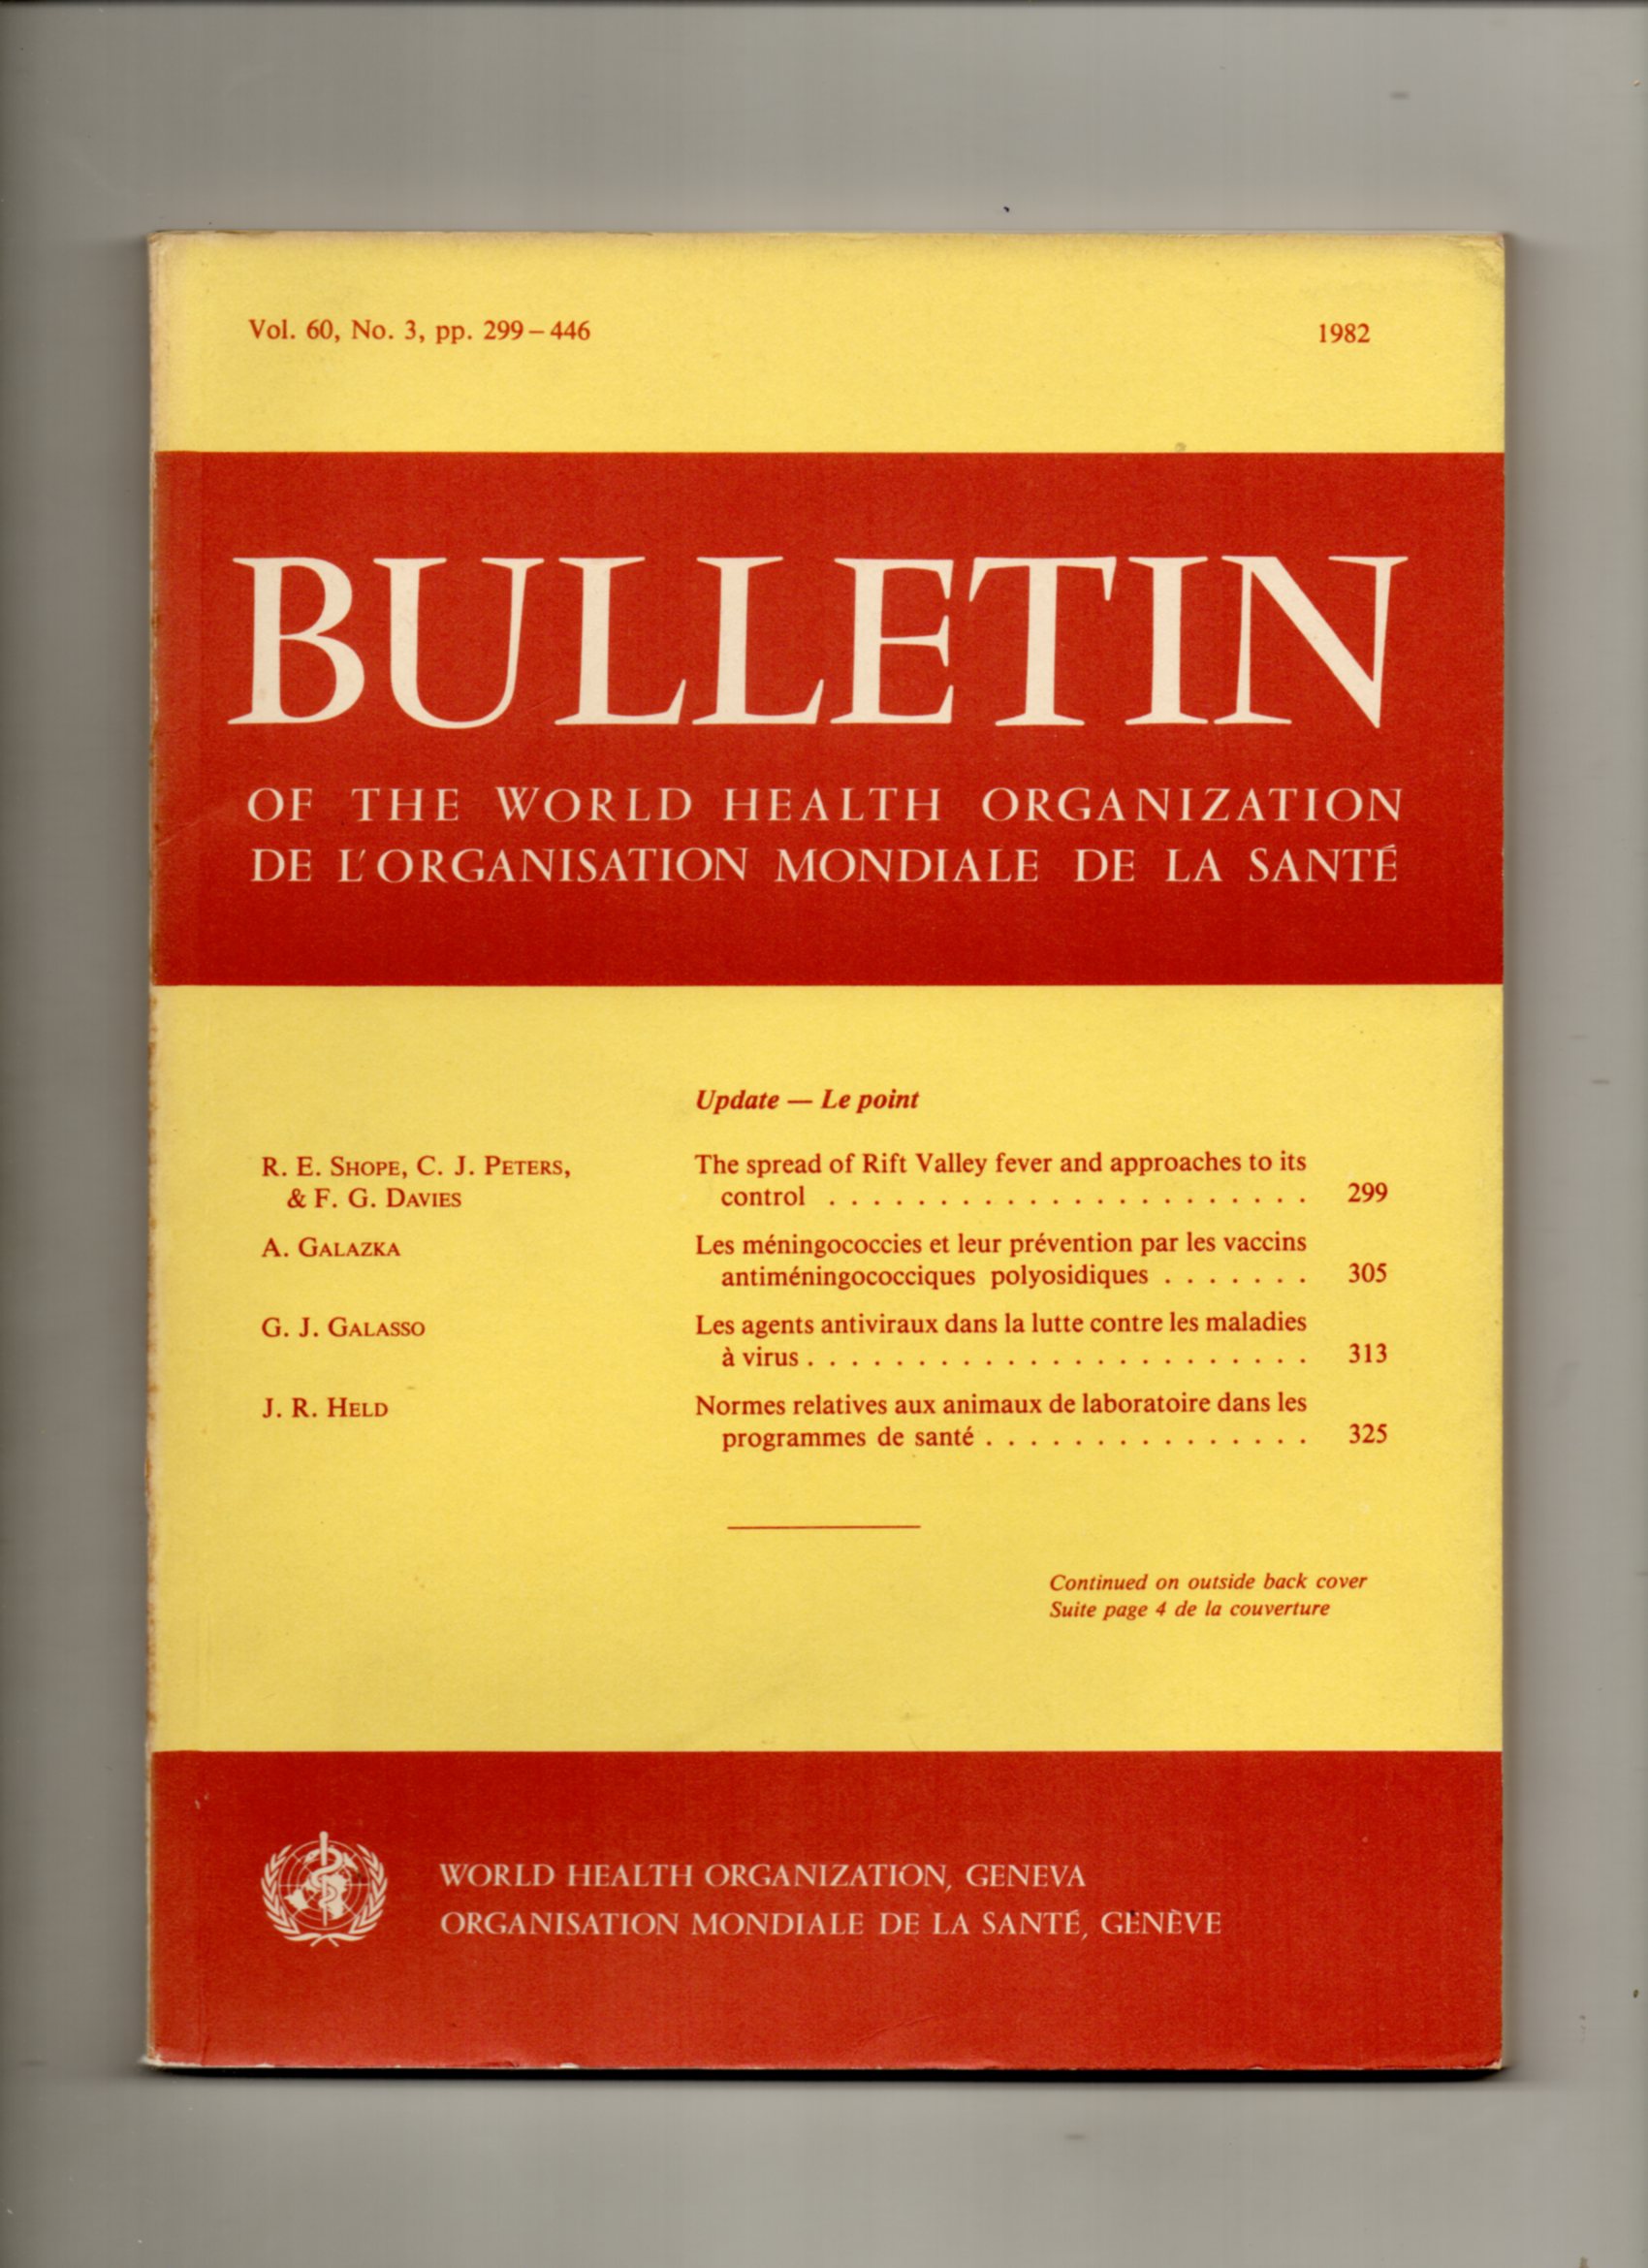 Vol. 60, No. 3, pp. 299–446 1982
BULLETIN
OF THE WORLD HEALTH ORGANIZATION
DE L'ORGANISATION MONDIALE DE LA SANTÉ
Update — Le point
R. E. SHOPE, C. J. PETERS, The spread of Rift Valley fever and approaches to its
& F. G. DAVIES control . . . . . . . . . . . . . . . . . . . . . . 299
A. GALAZKA Les méningococcies et leur prévention par les vaccins
antiméningococciques polyosidiques . . . . . . . 305
G. J. GALASSO Les agents antiviraux dans la lutte contre les maladies
à virus . . . . . . . . . . . . . . . . . . . . . . . 313
J. R. HELD Normes relatives aux animaux de laboratoire dans les
programmes de santé . . . . . . . . . . . . . . . 325
Continued on outside back cover
Suite page 4 de la couverture
WORLD HEALTH ORGANIZATION, GENEVA
ORGANISATION MONDIALE DE LA SANTÉ, GENÈVE